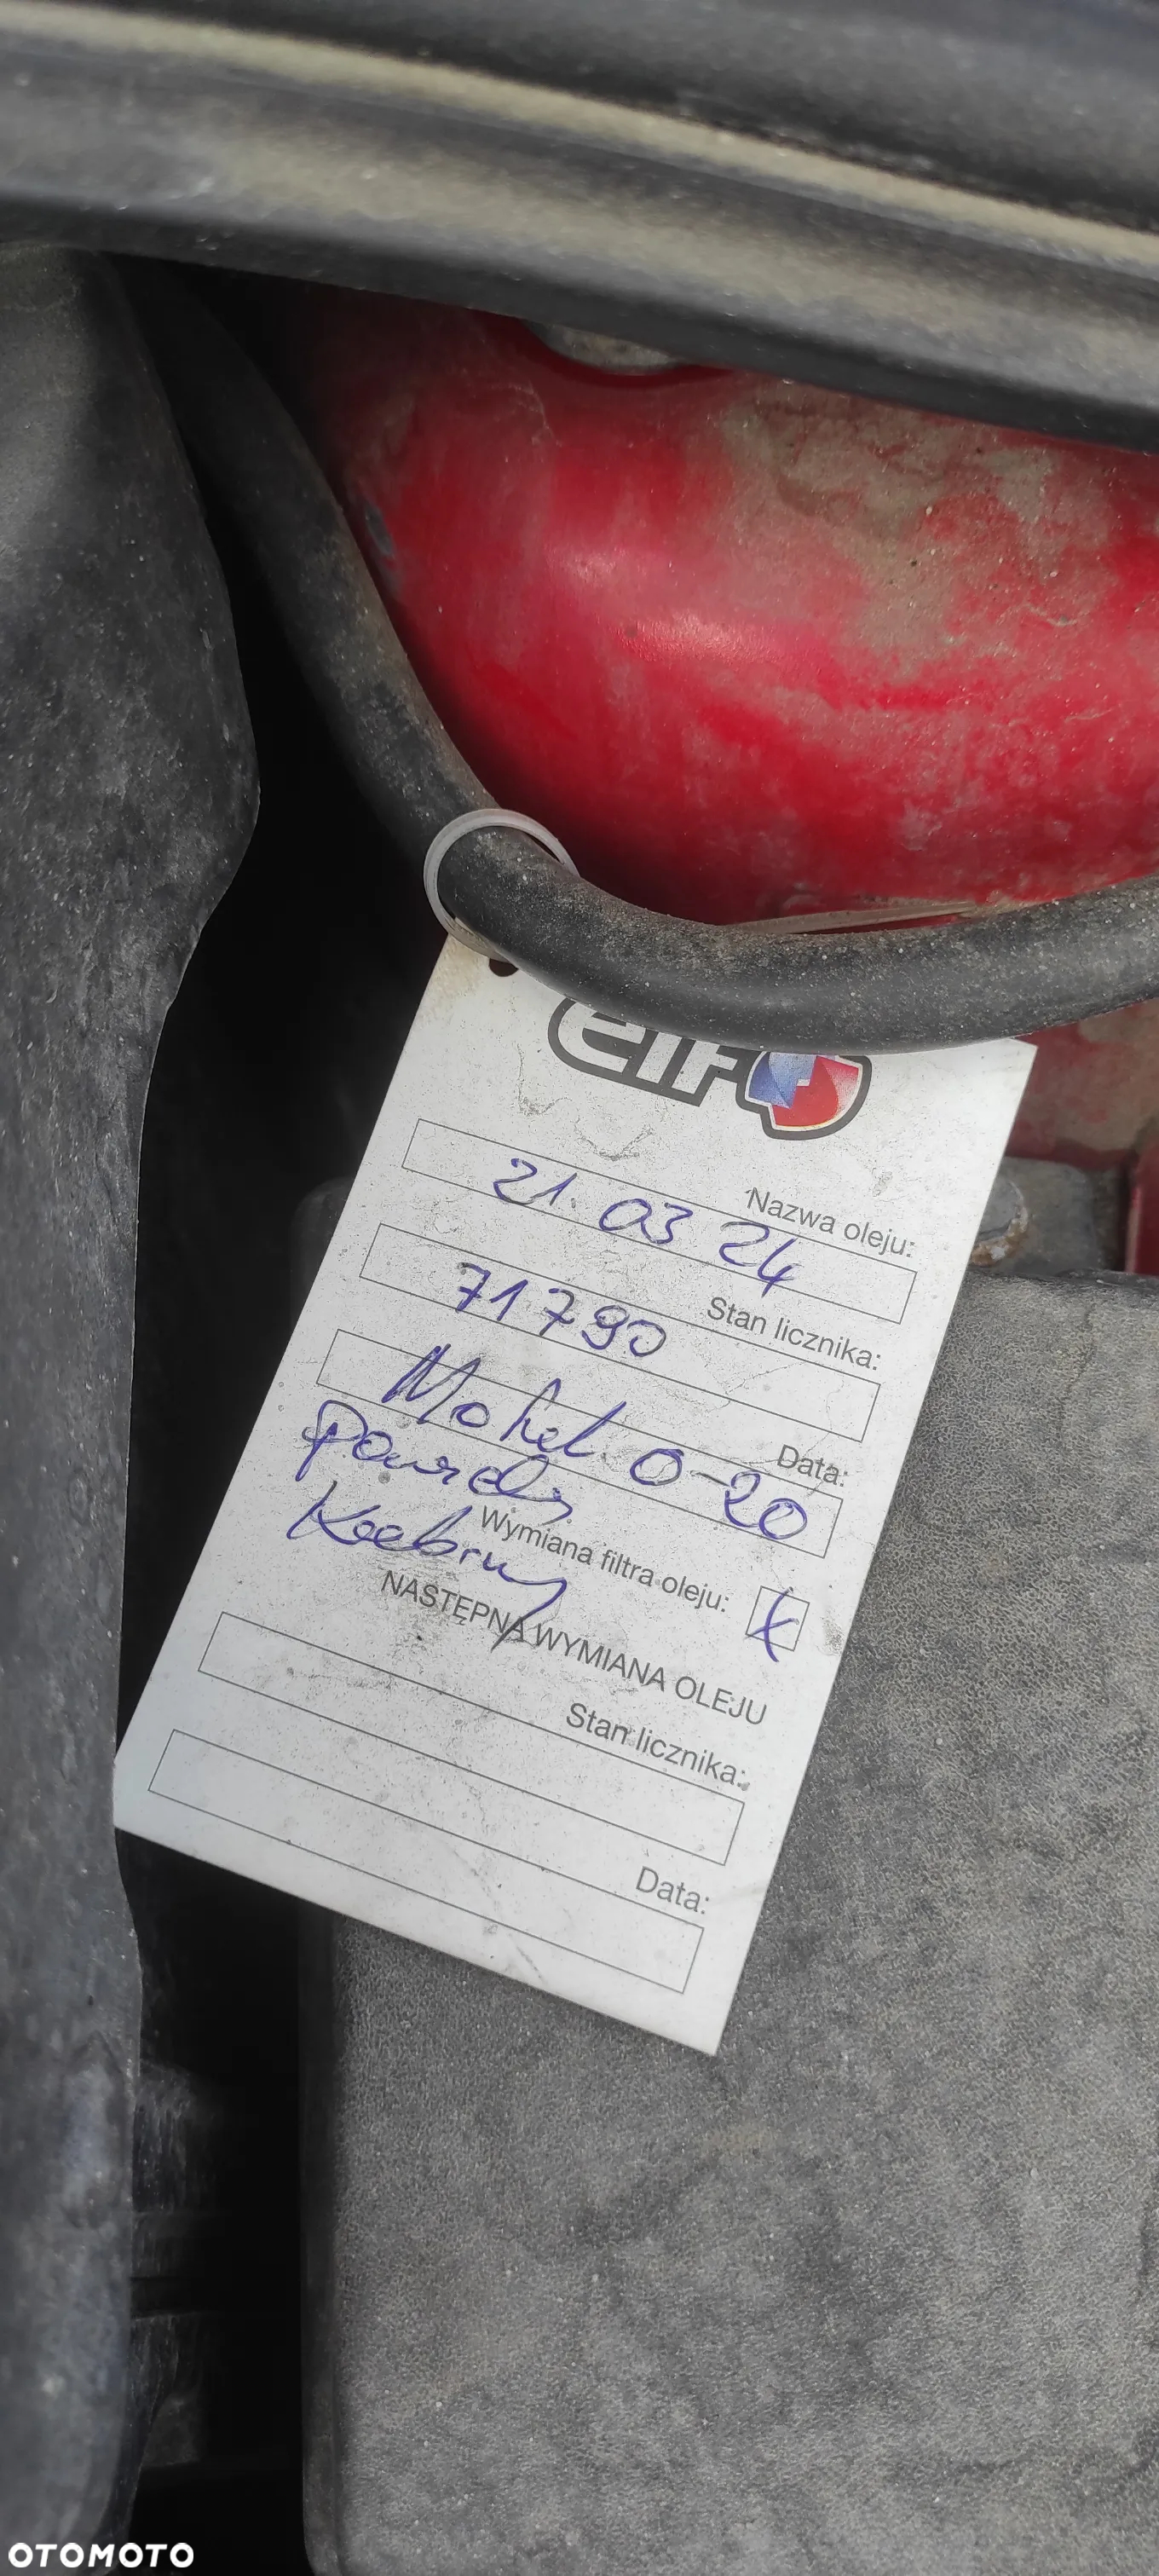 elf
Nazwa oleju:
21.03 24
Stan licznika:
71790
Data:
Motul 0-20
Wymiana filtra oleju:
NASTĘPNA WYMIANA OLEJU
Stan licznika:
Data:
OTOMOTO